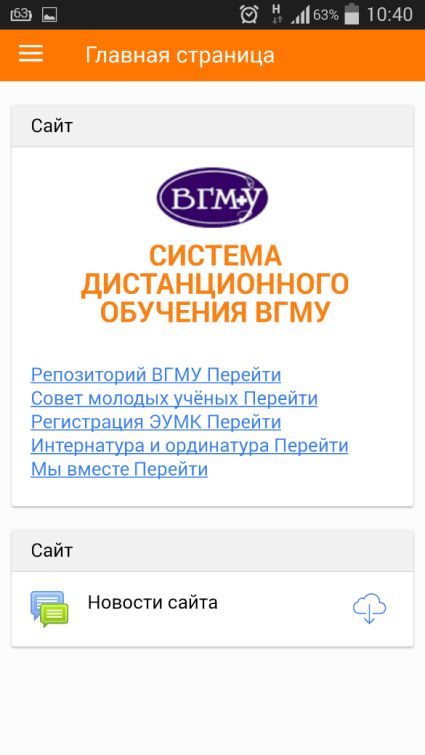 63 H 63% 10:40
Главная страница
Сайт
ВГМУ
СИСТЕМА
ДИСТАНЦИОННОГО
ОБУЧЕНИЯ ВГМУ
Репозиторий ВГМУ Перейти
Совет молодых учёных Перейти
Регистрация ЭУМК Перейти
Интернатура и ординатура Перейти
Мы вместе Перейти
Сайт
Новости сайта